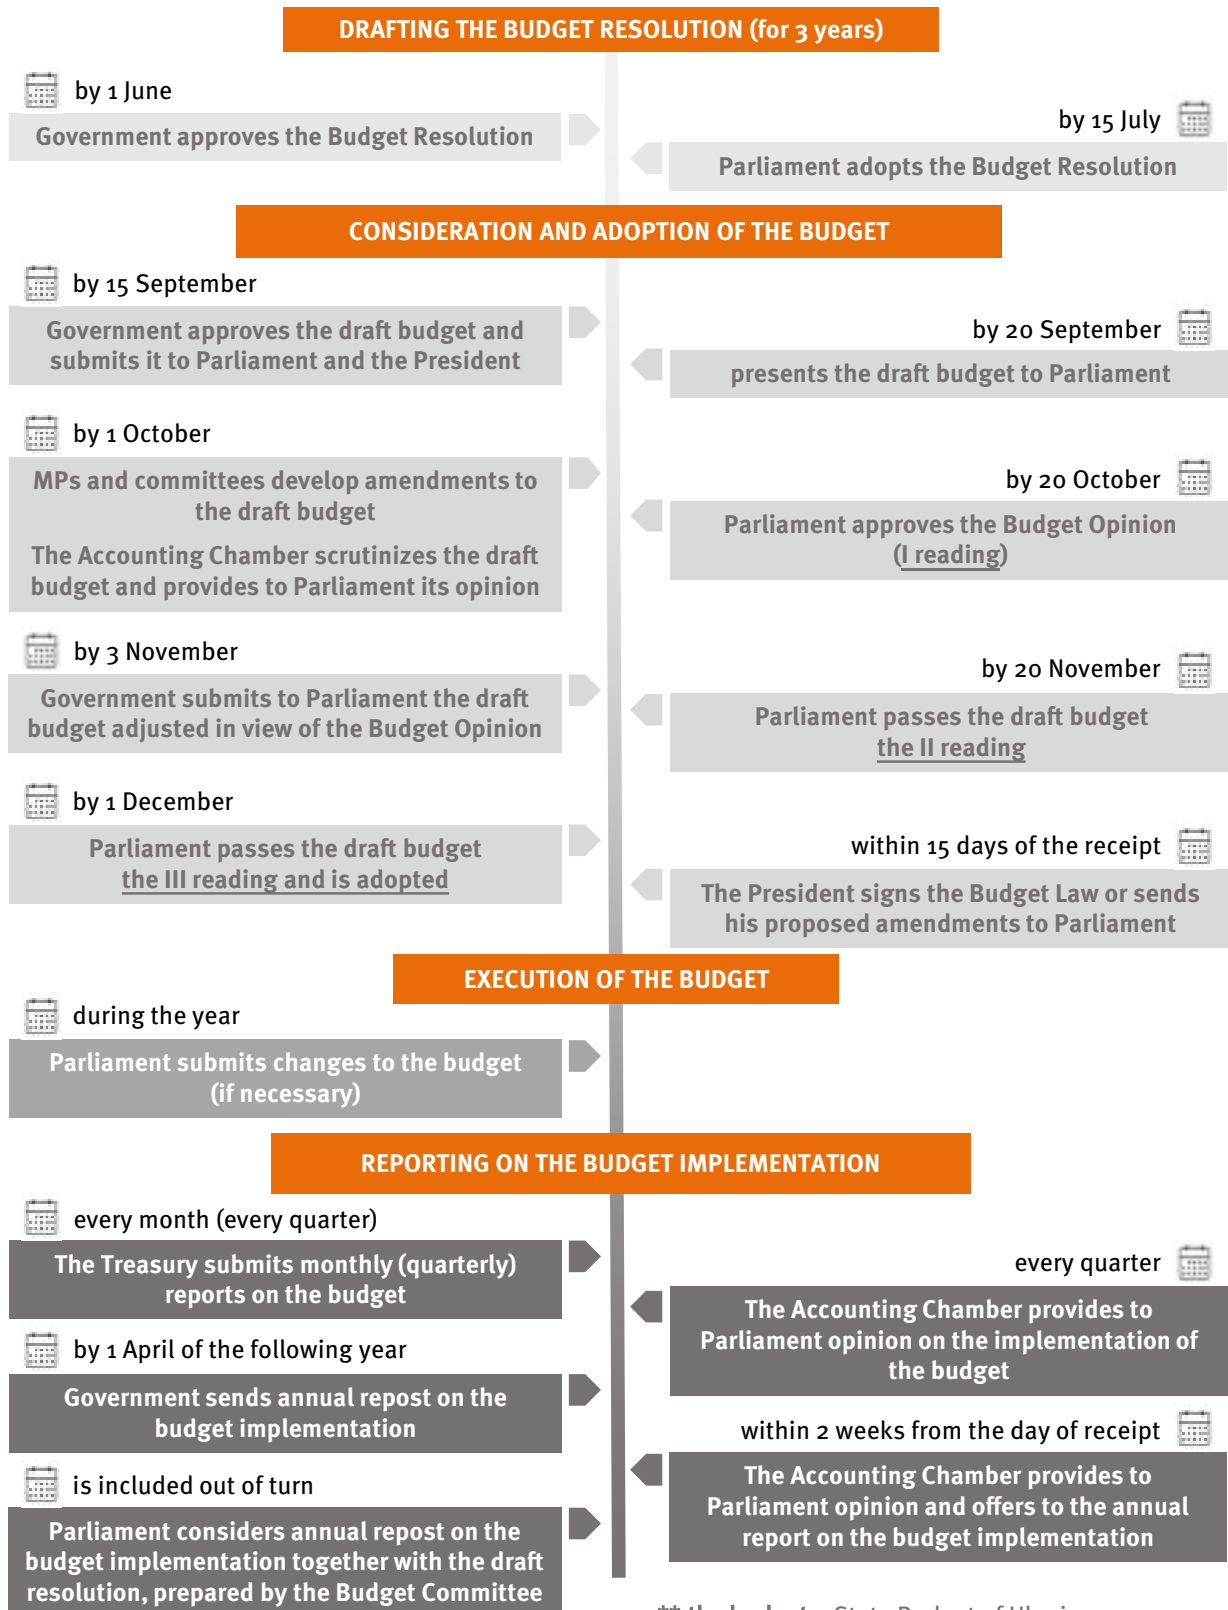 DRAFTING THE BUDGET RESOLUTION (for 3 years)
by 1 June
Government approves the Budget Resolution
by 15 July
Parliament adopts the Budget Resolution
CONSIDERATION AND ADOPTION OF THE BUDGET
by 15 September
Government approves the draft budget and
submits it to Parliament and the President
by 20 September
presents the draft budget to Parliament
by 1 October
MPs and committees develop amendments to
the draft budget
The Accounting Chamber scrutinizes the draft
budget and provides to Parliament its opinion
by 20 October
Parliament approves the Budget Opinion
(I reading)
by 3 November
Government submits to Parliament the draft
budget adjusted in view of the Budget Opinion
by 20 November
Parliament passes the draft budget
the II reading
by 1 December
Parliament passes the draft budget
the III reading and is adopted
within 15 days of the receipt
The President signs the Budget Law or sends
his proposed amendments to Parliament
EXECUTION OF THE BUDGET
during the year
Parliament submits changes to the budget
(if necessary)
REPORTING ON THE BUDGET IMPLEMENTATION
every month (every quarter)
The Treasury submits monthly (quarterly)
reports on the budget
every quarter
The Accounting Chamber provides to
Parliament opinion on the implementation of
the budget
by 1 April of the following year
Government sends annual repost on the
budget implementation
within 2 weeks from the day of receipt
The Accounting Chamber provides to
Parliament opinion and offers to the annual
report on the budget implementation
is included out of turn
Parliament considers annual repost on the
budget implementation together with the draft
resolution, prepared by the Budget Committee